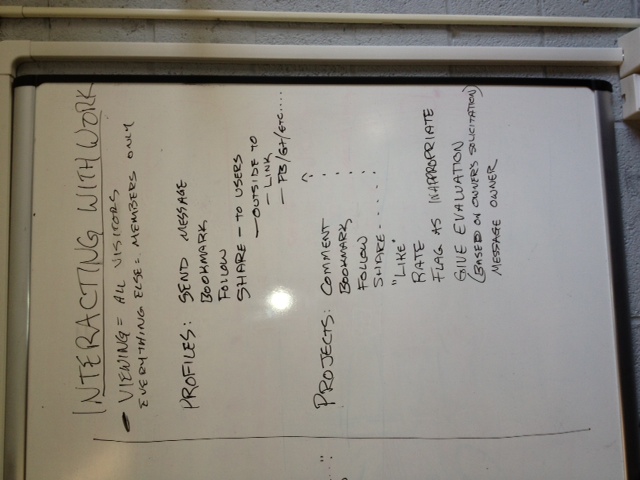 INTERACTING WITH WORK
- VIEWING = ALL VISITORS
EVERYTHING ELSE = MEMBERS ONLY
PROFILES: SEND MESSAGE
BOOKMARK
FOLLOW
SHARE - TO USERS
- OUTSIDE TO
- LINK
- FB/G+/ETC....
PROJECTS: COMMENT
BOOKMARK
FOLLOW
SHARE
"LIKE"
RATE
FLAG AS INAPPROPRIATE
GIVE EVALUATION
(BASED ON OWNER'S SOLICITATION)
MESSAGE OWNER